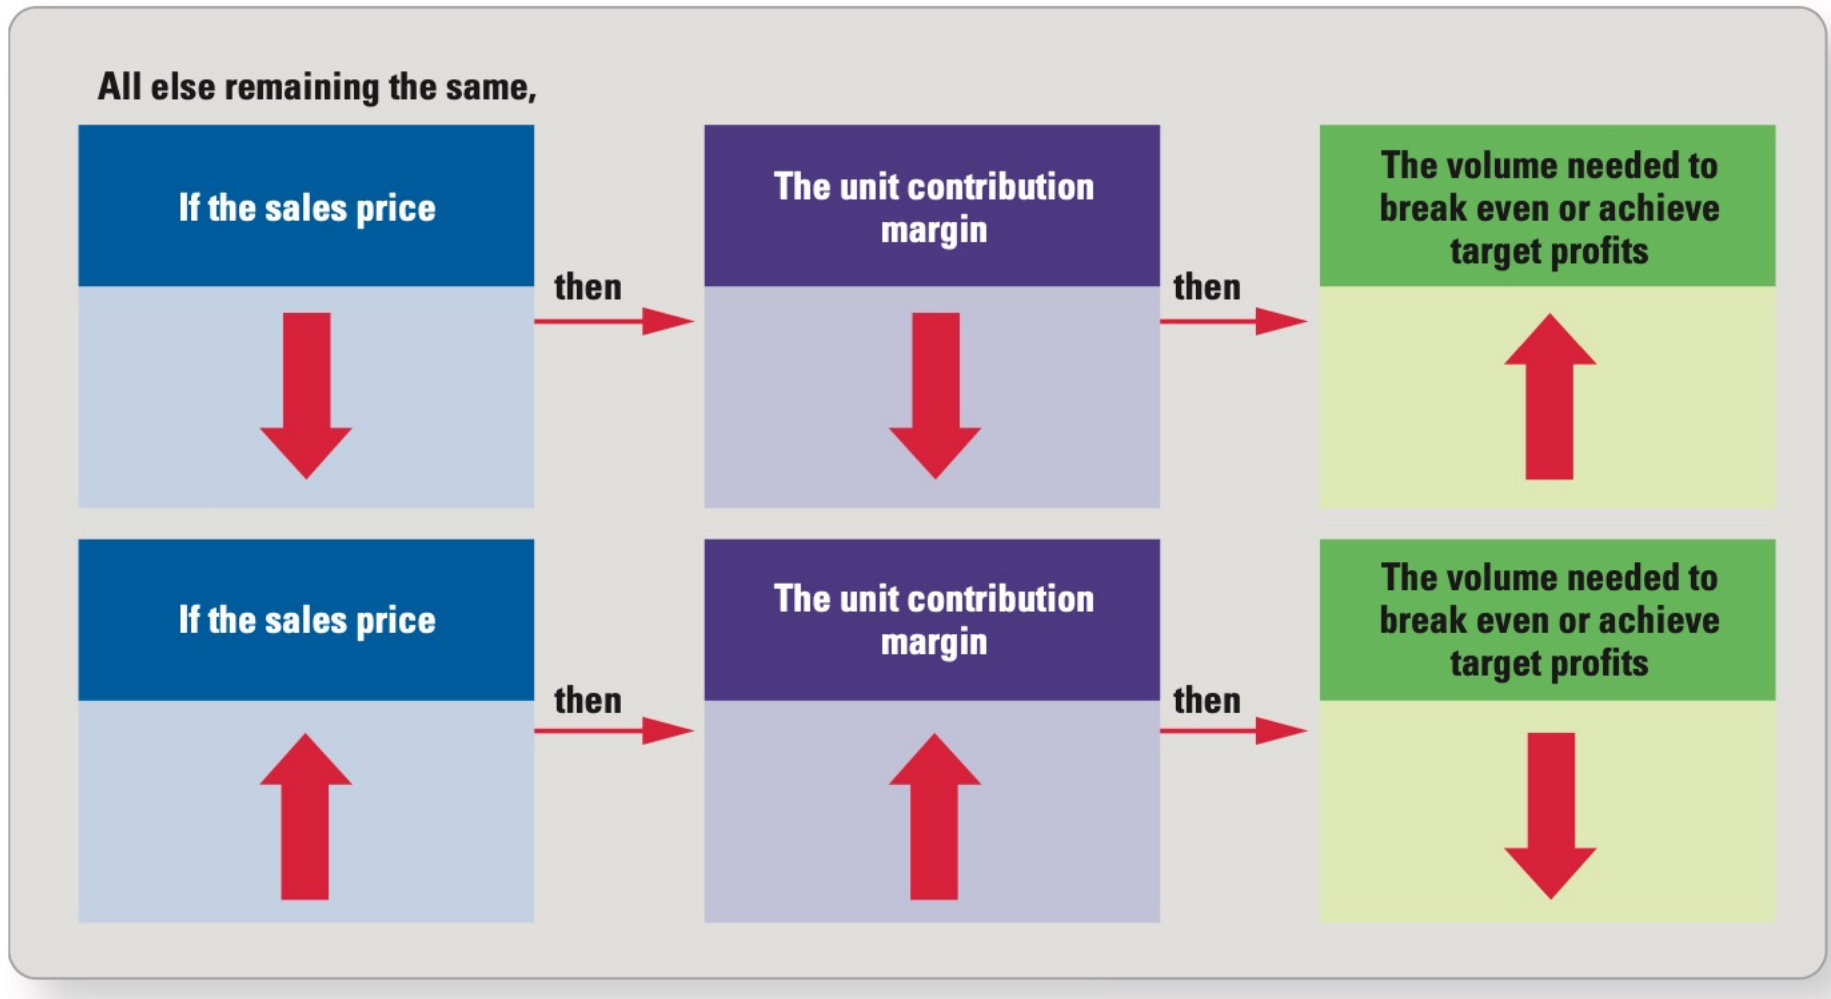 All else remaining the same,
If the sales price
then
The unit contribution
margin
then
The volume needed to
break even or achieve
target profits
If the sales price
then
The unit contribution
margin
then
The volume needed to
break even or achieve
target profits